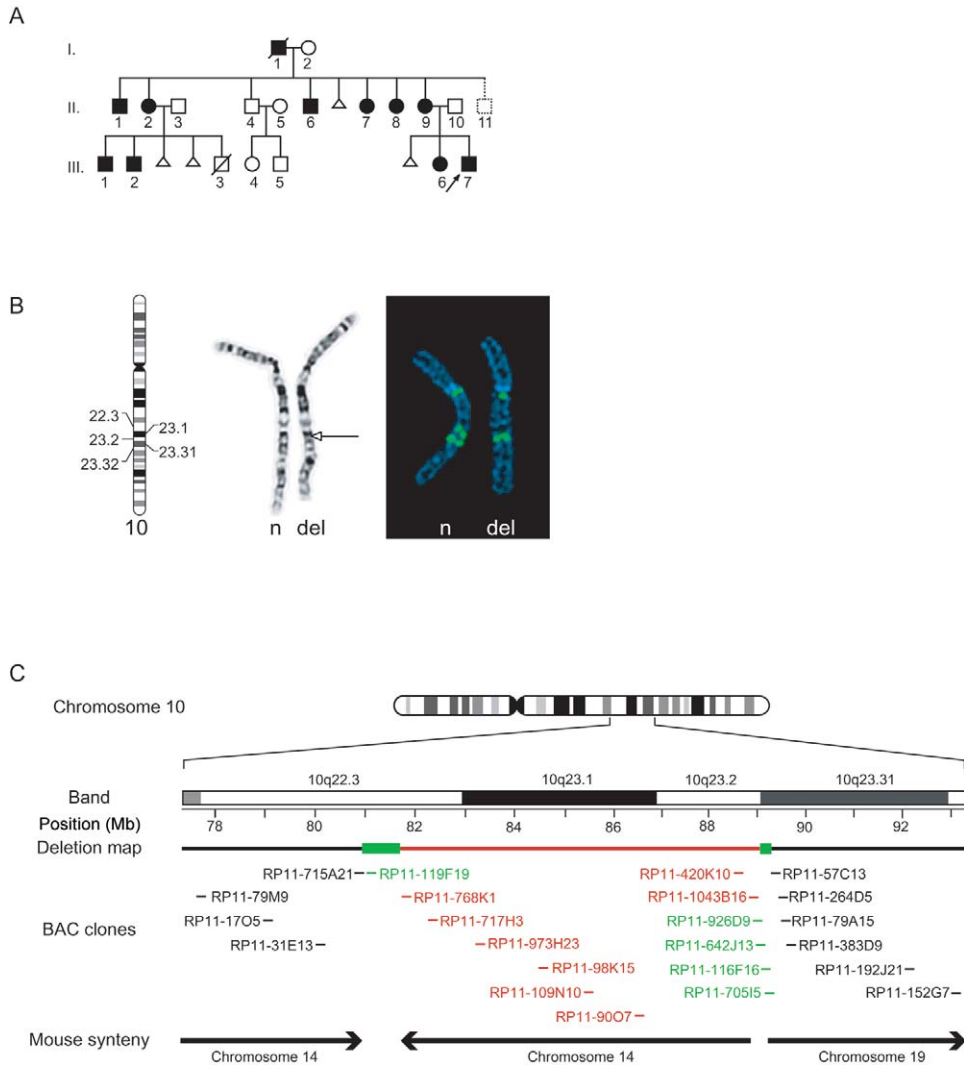 A
I.
1 2
II.
1 2 3 4 5 6 7 8 9 10 11
III.
1 2 3 4 5 6 7
B
22.3
23.1
23.2
23.31
23.32
10
n del
n del
C
Chromosome 10
10q22.3 10q23.1 10q23.2 10q23.31
Band
Position (Mb) 78 80 82 84 86 88 90 92
Deletion map
RP11-715A21 RP11-119F19 RP11-420K10 RP11-57C13
RP11-79M9 RP11-768K1 RP11-1043B16 RP11-264D5
BAC clones
RP11-17O5 RP11-717H3 RP11-926D9 RP11-79A15
RP11-31E13 RP11-973H23 RP11-642J13 RP11-383D9
RP11-98K15 RP11-116F16 RP11-192J21
RP11-109N10 RP11-705I5 RP11-152G7
RP11-90O7
Mouse synteny
Chromosome 14 Chromosome 14 Chromosome 19